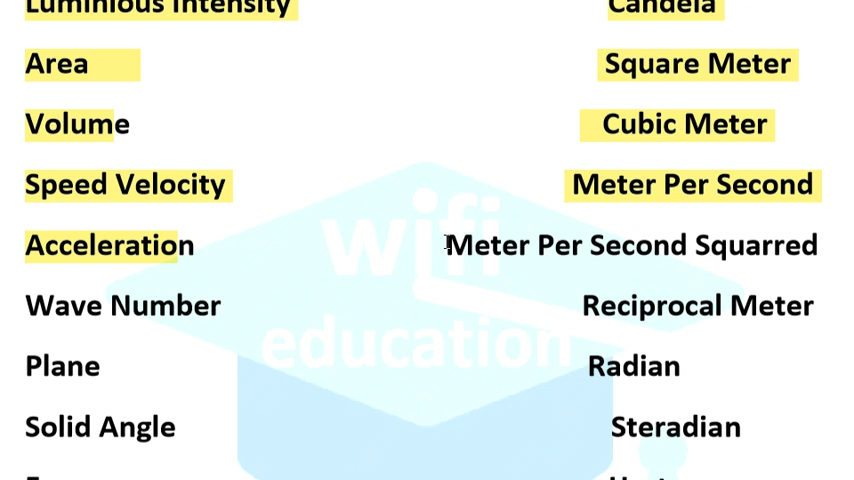 Luminious Intensity Candela
Area Square Meter
Volume Cubic Meter
Speed Velocity Meter Per Second
Acceleration Meter Per Second Squarred
Wave Number Reciprocal Meter
Plane Radian
Solid Angle Steradian
wifi
education